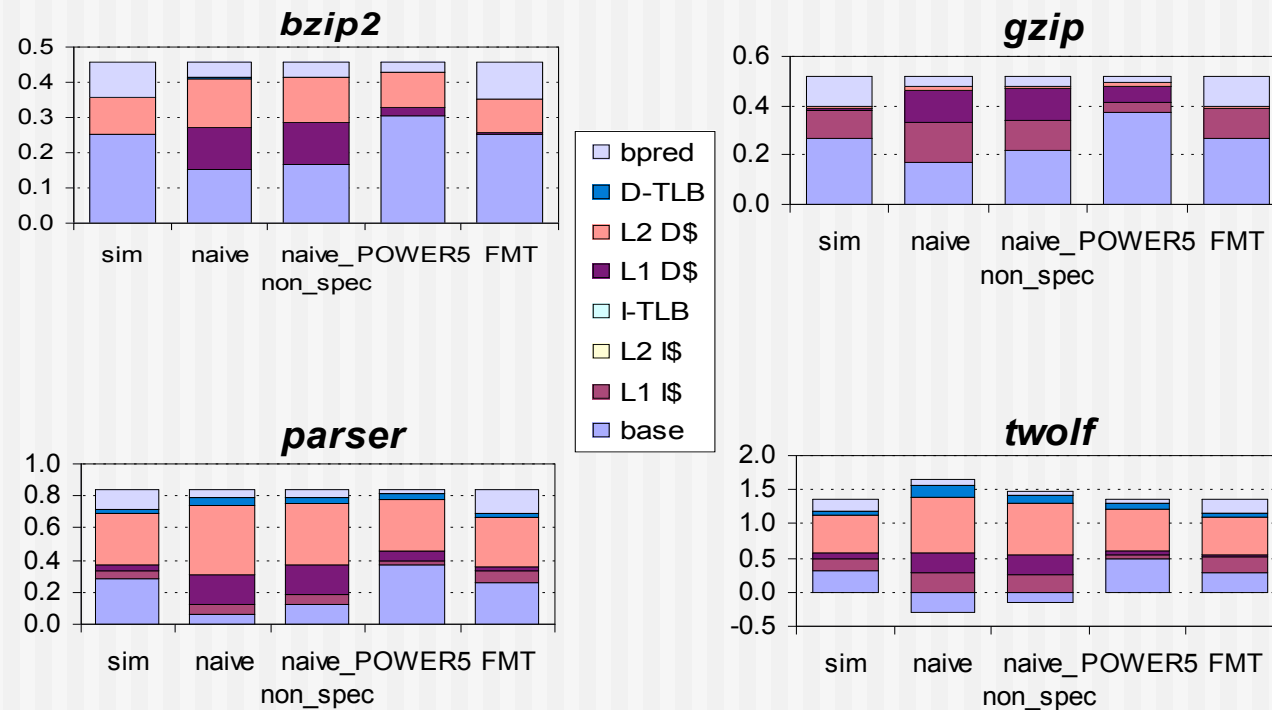 bzip2
0.5
0.4
0.3
0.2
0.1
0.0
sim naive naive_ POWER5 FMT
non_spec
gzip
0.6
0.4
0.2
0.0
sim naive naive_ POWER5 FMT
non_spec
bpred
D-TLB
L2 D$
L1 D$
I-TLB
L2 I$
L1 I$
base
parser
1.0
0.8
0.6
0.4
0.2
0.0
sim naive naive_ POWER5 FMT
non_spec
twolf
2.0
1.5
1.0
0.5
0.0
-0.5
sim naive naive_ POWER5 FMT
non_spec